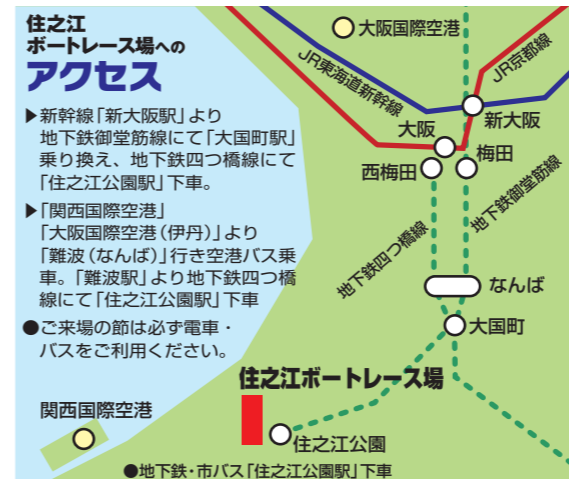 住之江
ボートレース場への
アクセス
▶新幹線「新大阪駅」より
地下鉄御堂筋線にて「大国町駅」
乗り換え、地下鉄四つ橋線にて
「住之江公園駅」下車。
▶「関西国際空港」
「大阪国際空港(伊丹)」より
「難波(なんば)」行き空港バス乗
車。「難波駅」より地下鉄四つ橋
線にて「住之江公園駅」下車
●ご来場の節は必ず電車・
バスをご利用ください。
大阪国際空港
JR東海道新幹線
JR京都線
新大阪
大阪
梅田
西梅田
地下鉄御堂筋線
地下鉄四つ橋線
なんば
大国町
住之江ボートレース場
関西国際空港
住之江公園
●地下鉄・市バス「住之江公園駅」下車